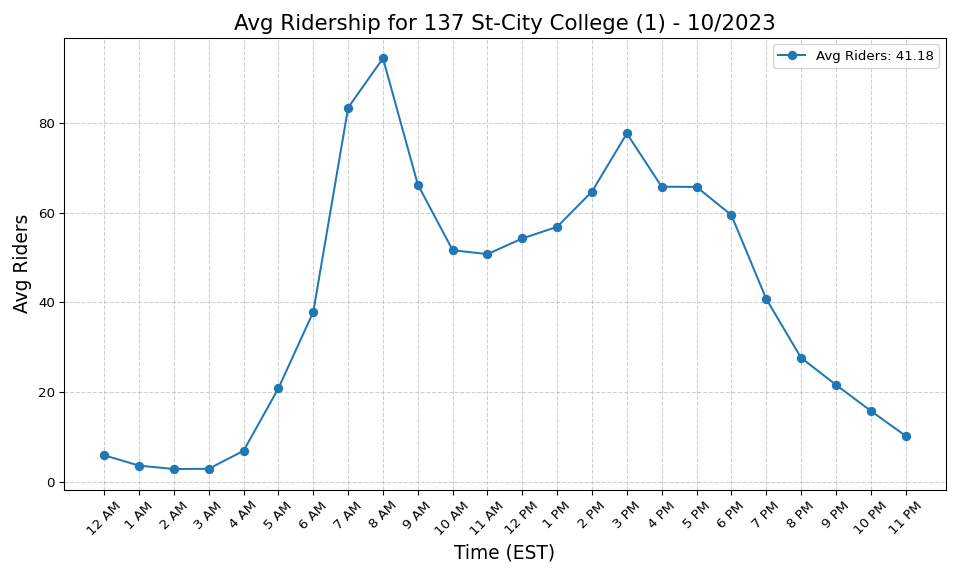 Avg Ridership for 137 St-City College (1) - 10/2023
Avg Riders: 41.18
Avg Riders
80
60
40
20
0
12 AM
1 AM
2 AM
3 AM
4 AM
5 AM
6 AM
7 AM
8 AM
9 AM
10 AM
11 AM
12 PM
1 PM
2 PM
3 PM
4 PM
5 PM
6 PM
7 PM
8 PM
9 PM
10 PM
11 PM
Time (EST)